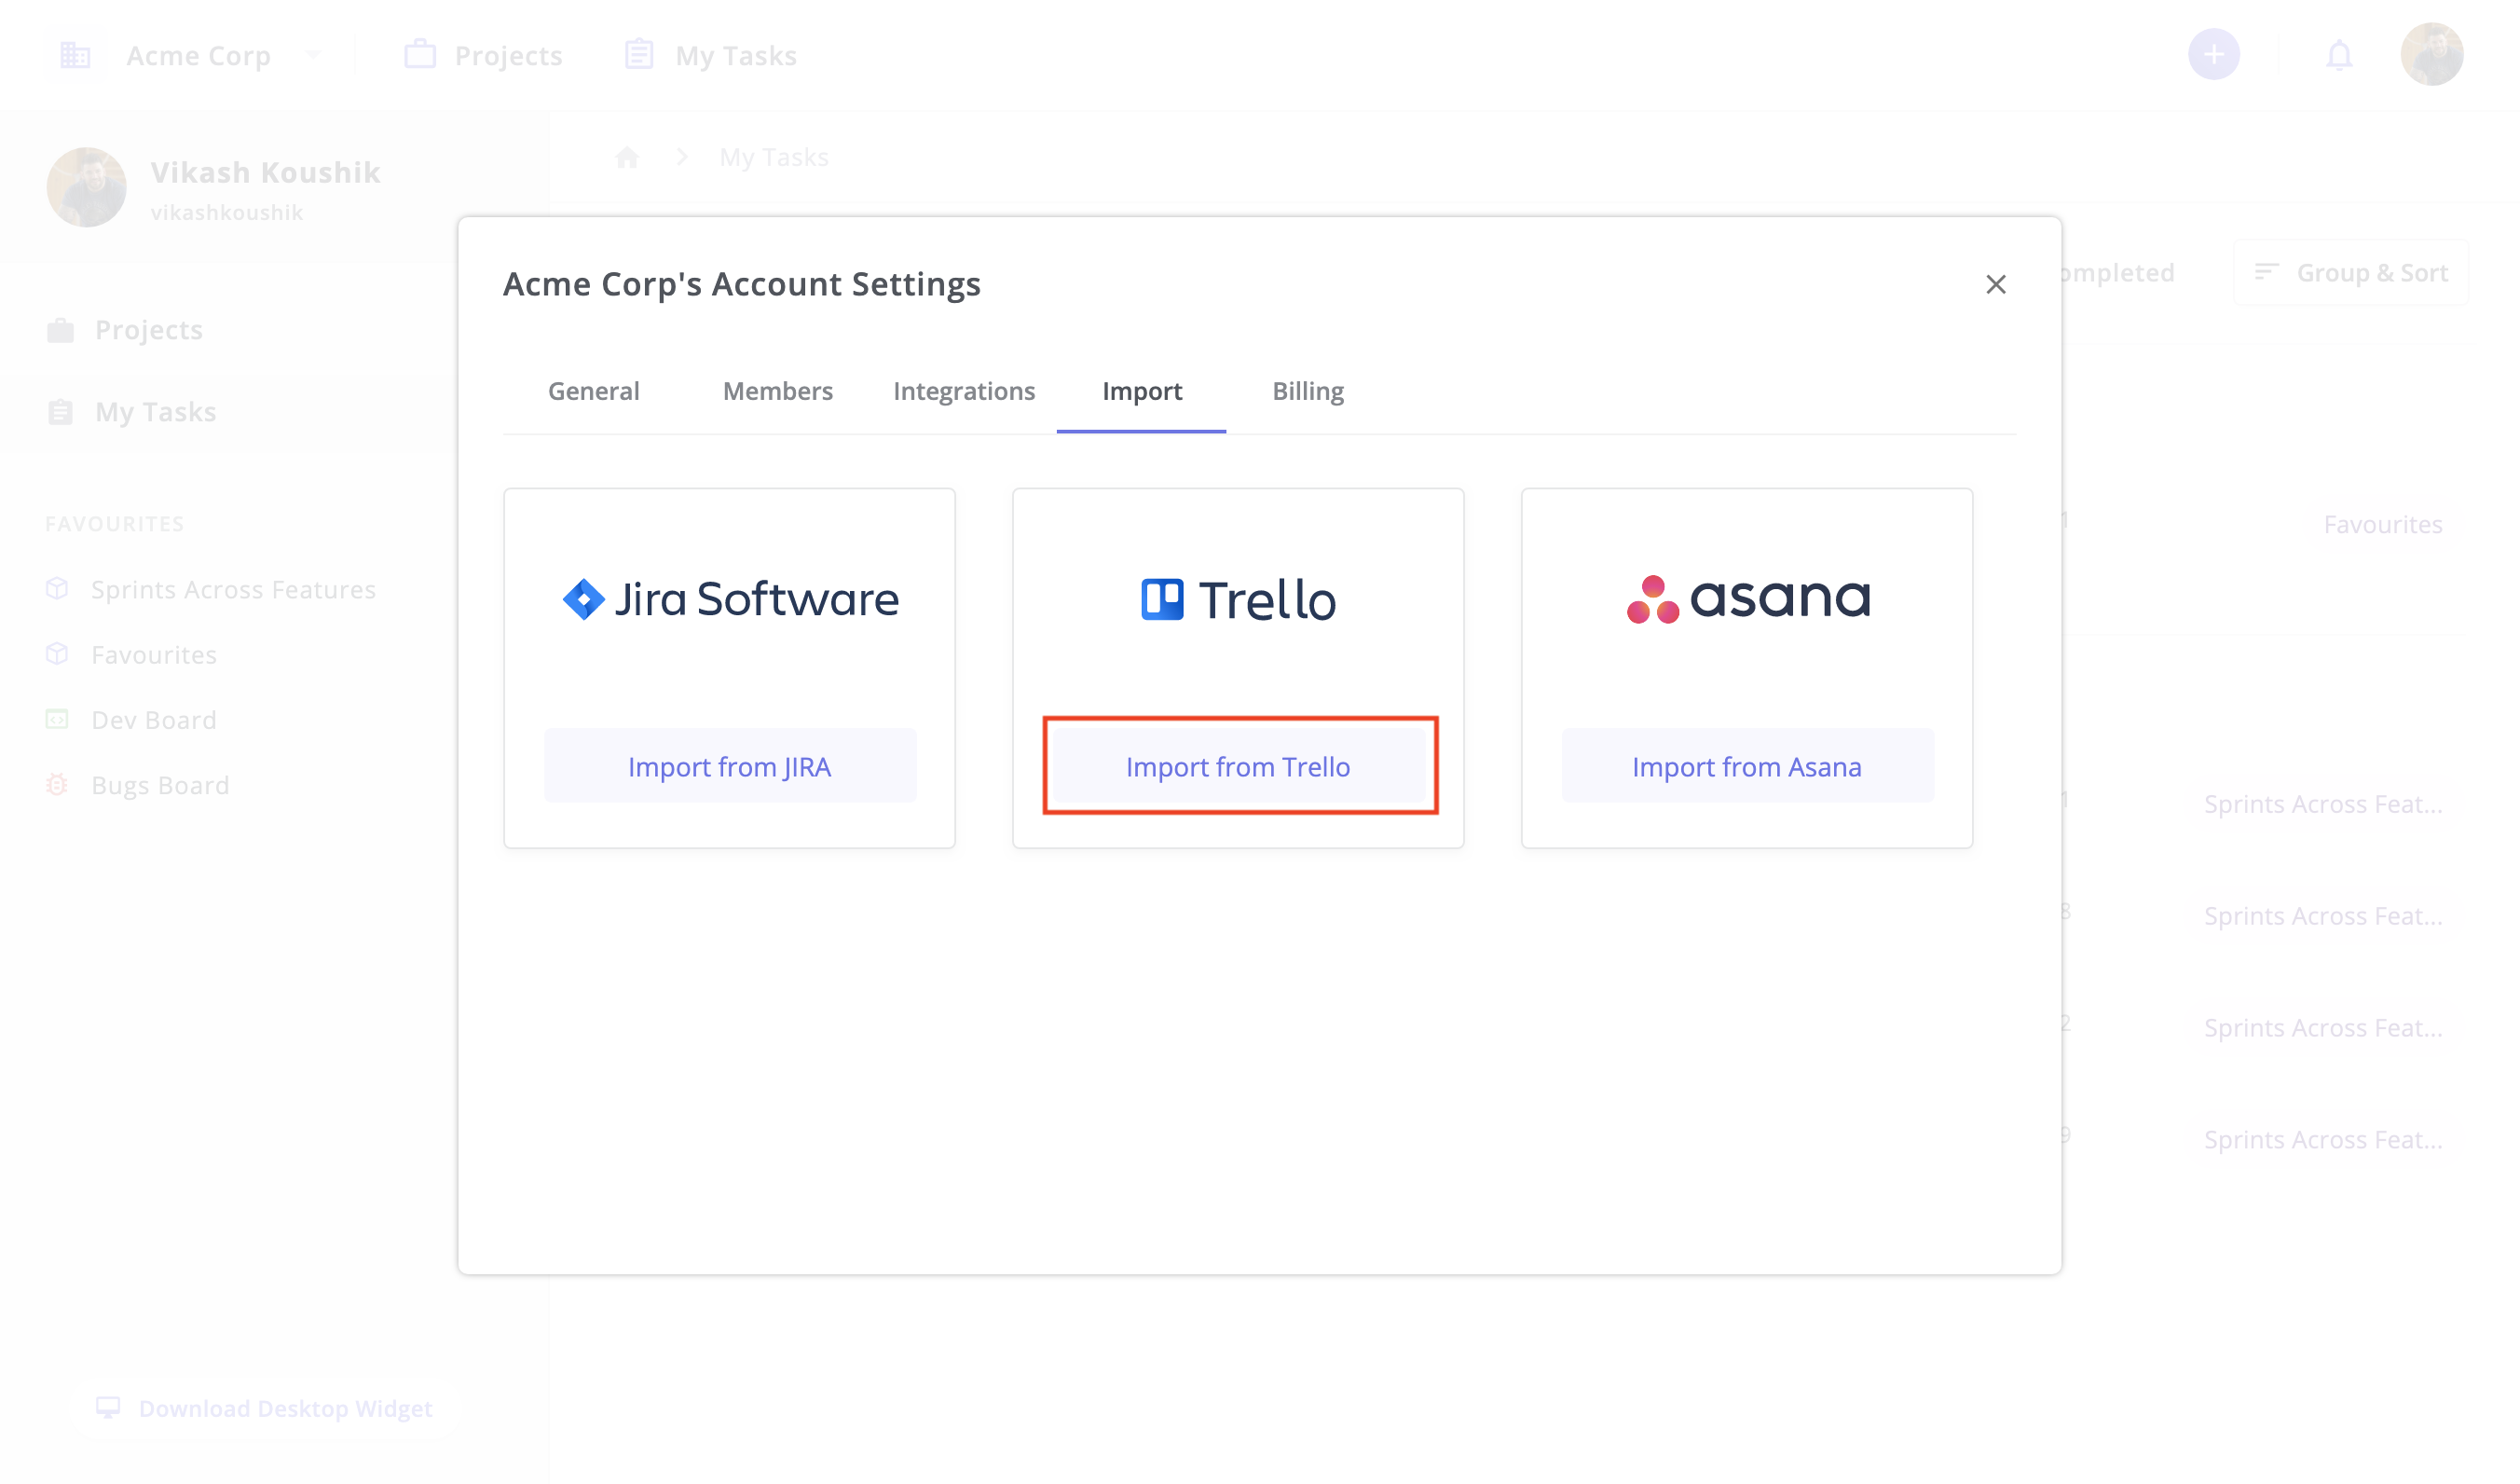 Acme Corp
Projects
My Tasks
Vikash Koushik
vikashkoushik
My Tasks
Projects
My Tasks
FAVOURITES
Sprints Across Features
Favourites
Dev Board
Bugs Board
Download Desktop Widget
Acme Corp's Account Settings
General Members Integrations Import Billing
Jira Software
Import from JIRA
Trello
Import from Trello
asana
Import from Asana
Group & Sort
Favourites
Sprints Across Feat...
Sprints Across Feat...
Sprints Across Feat...
Sprints Across Feat...